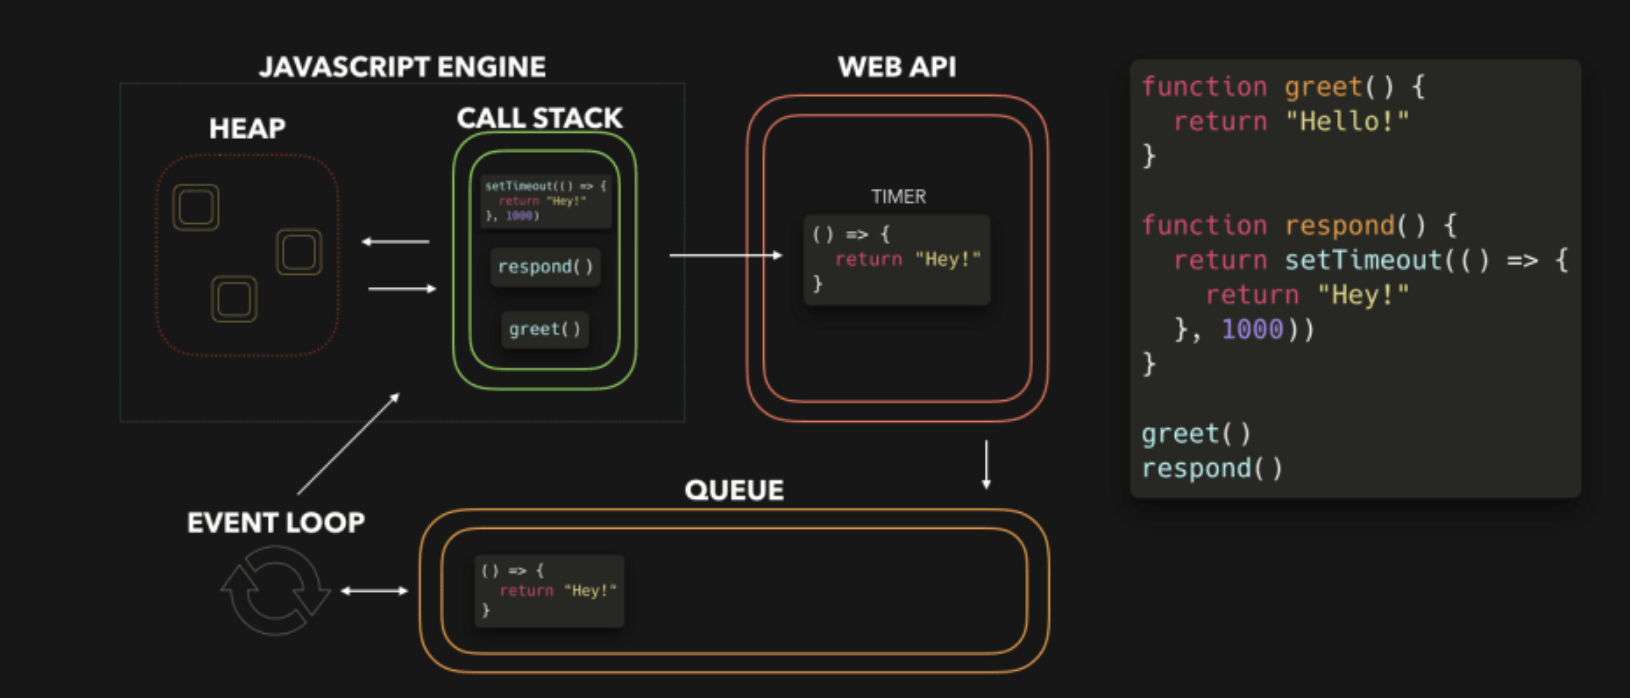 JAVASCRIPT ENGINE
HEAP
CALL STACK
setTimeout(() => {
  return "Hey!"
}, 1000)
respond()
greet()
WEB API
TIMER
() => {
  return "Hey!"
}
function greet() {
  return "Hello!"
}
function respond() {
  return setTimeout(() => {
    return "Hey!"
  }, 1000))
}
greet()
respond()
EVENT LOOP
QUEUE
() => {
  return "Hey!"
}